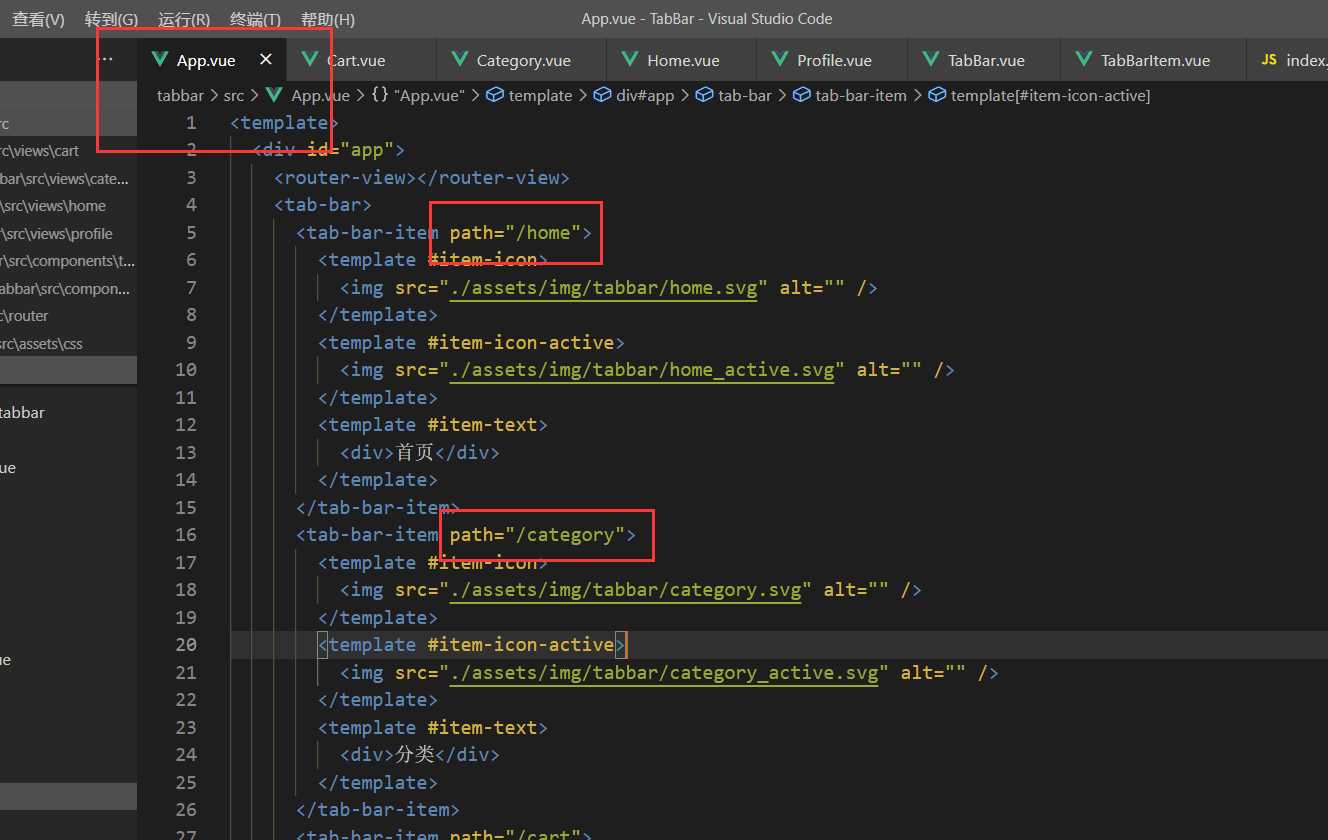 查看(V) 转到(G) 运行(R) 终端(T) 帮助(H) App.vue - TabBar - Visual Studio Code
... App.vue × Cart.vue Category.vue Home.vue Profile.vue TabBar.vue TabBarItem.vue JS index.
tabbar > src > App.vue > {} "App.vue" > template > div#app > tab-bar > tab-bar-item > template[#item-icon-active]
rc
rc\views\cart
bar\src\views\cate...
\src\views\home
r\src\views\profile
r\src\components\t...
abbar\src\compon...
c\router
src\assets\css
tabbar
ue
ue
1 <template>
2 <div id="app">
3 <router-view></router-view>
4 <tab-bar>
5 <tab-bar-item path="/home">
6 <template #item-icon>
7 <img src="./assets/img/tabbar/home.svg" alt="" />
8 </template>
9 <template #item-icon-active>
10 <img src="./assets/img/tabbar/home_active.svg" alt="" />
11 </template>
12 <template #item-text>
13 <div>首页</div>
14 </template>
15 </tab-bar-item>
16 <tab-bar-item path="/category">
17 <template #item-icon>
18 <img src="./assets/img/tabbar/category.svg" alt="" />
19 </template>
20 <template #item-icon-active>
21 <img src="./assets/img/tabbar/category_active.svg" alt="" />
22 </template>
23 <template #item-text>
24 <div>分类</div>
25 </template>
26 </tab-bar-item>
27 <tab-bar-item path="/cart">